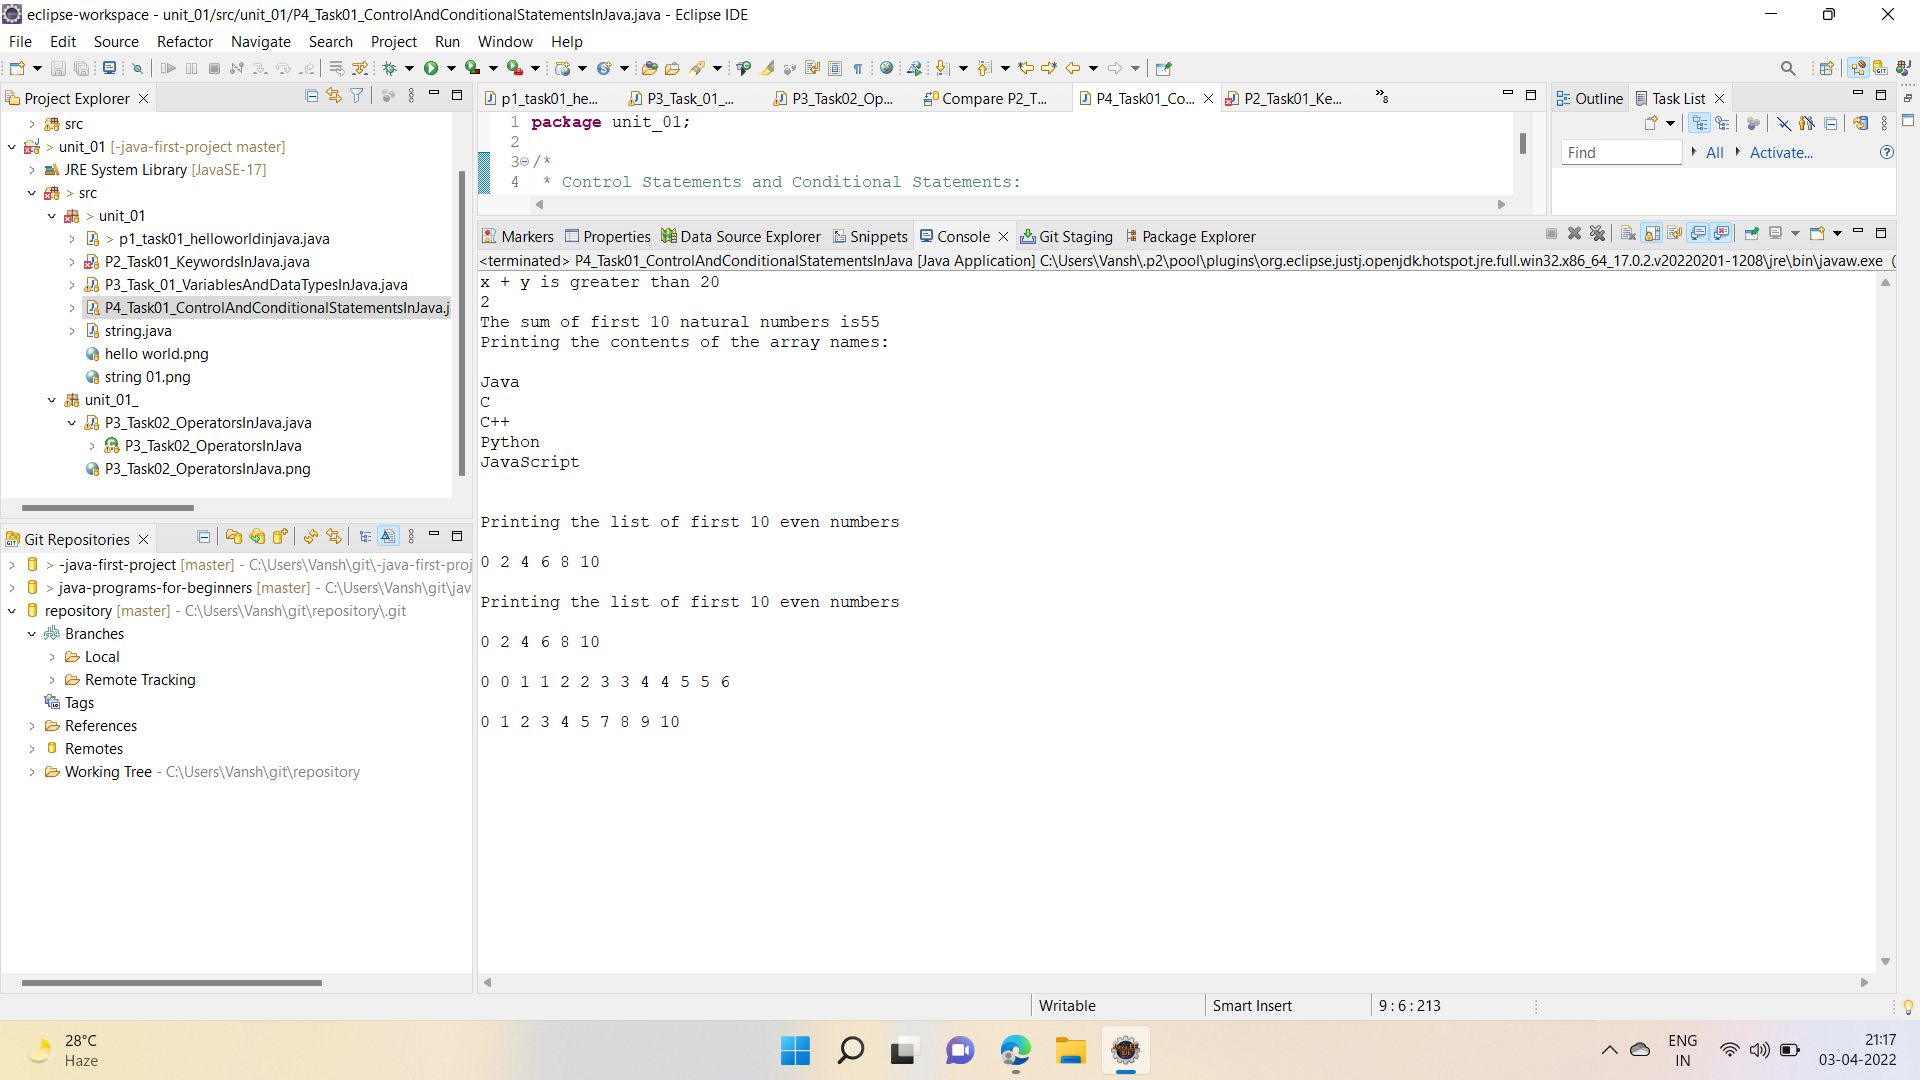 eclipse-workspace - unit_01/src/unit_01/P4_Task01_ControlAndConditionalStatementsInJava.java - Eclipse IDE
File Edit Source Refactor Navigate Search Project Run Window Help
Project Explorer
src
> unit_01 [-java-first-project master]
JRE System Library [JavaSE-17]
> src
> unit_01
> p1_task01_helloworldinjava.java
P2_Task01_KeywordsInJava.java
P3_Task_01_VariablesAndDataTypesInJava.java
P4_Task01_ControlAndConditionalStatementsInJava.j
string.java
hello world.png
string 01.png
unit_01_
P3_Task02_OperatorsInJava.java
P3_Task02_OperatorsInJava
P3_Task02_OperatorsInJava.png
Git Repositories
> -java-first-project [master] - C:\Users\Vansh\git\-java-first-proj
> java-programs-for-beginners [master] - C:\Users\Vansh\git\jav
repository [master] - C:\Users\Vansh\git\repository\.git
Branches
Local
Remote Tracking
Tags
References
Remotes
Working Tree - C:\Users\Vansh\git\repository
p1_task01_he... P3_Task_01_... P3_Task02_Op... Compare P2_T... P4_Task01_Co... P2_Task01_Ke... »8
1 package unit_01;
2
3 /*
4 * Control Statements and Conditional Statements:
Outline Task List
Find All Activate...
Markers Properties Data Source Explorer Snippets Console Git Staging Package Explorer
<terminated> P4_Task01_ControlAndConditionalStatementsInJava [Java Application] C:\Users\Vansh\.p2\pool\plugins\org.eclipse.justj.openjdk.hotspot.jre.full.win32.x86_64_17.0.2.v20220201-1208\jre\bin\javaw.exe (
x + y is greater than 20
2
The sum of first 10 natural numbers is55
Printing the contents of the array names:
Java
C
C++
Python
JavaScript
Printing the list of first 10 even numbers
0 2 4 6 8 10
Printing the list of first 10 even numbers
0 2 4 6 8 10
0 0 1 1 2 2 3 3 4 4 5 5 6
0 1 2 3 4 5 7 8 9 10
Writable Smart Insert 9 : 6 : 213
28°C
Haze
ENG
IN
21:17
03-04-2022